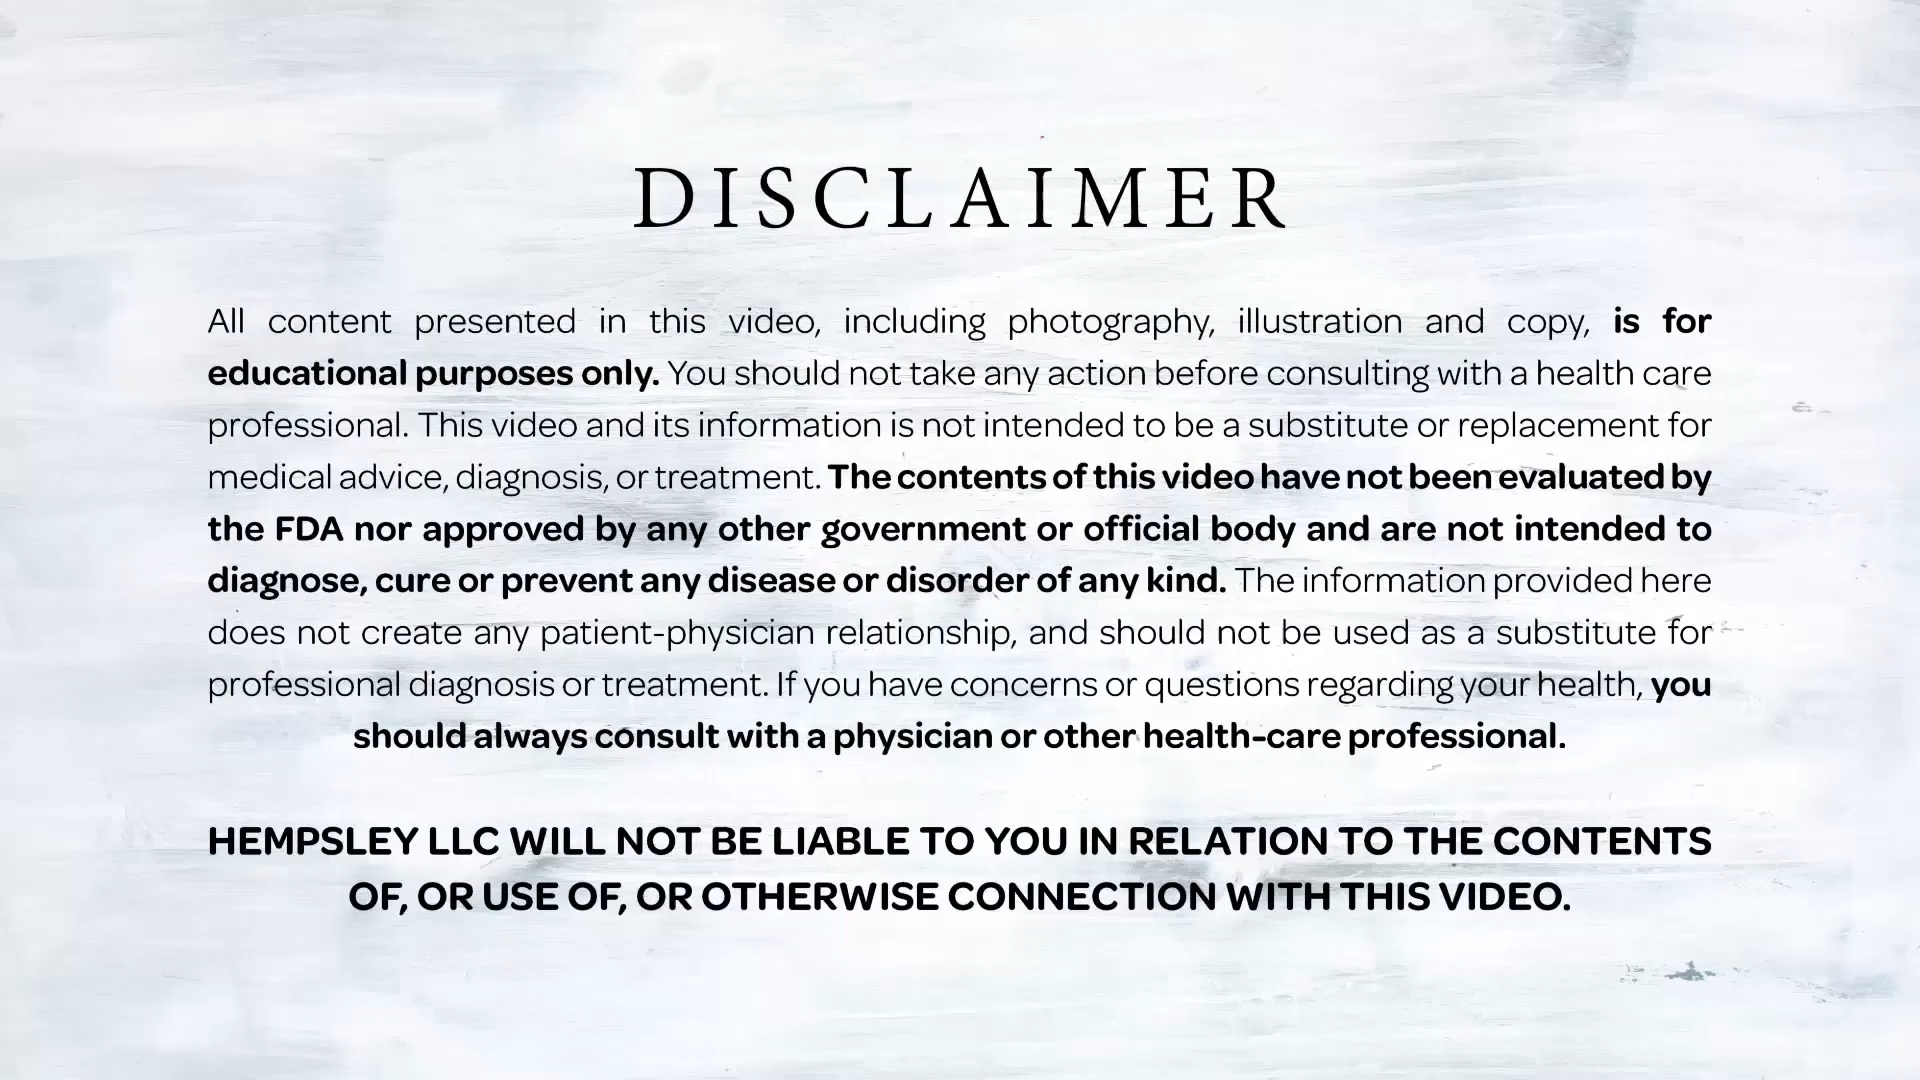 DISCLAIMER
All content presented in this video, including photography, illustration and copy, is for
educational purposes only. You should not take any action before consulting with a health care
professional. This video and its information is not intended to be a substitute or replacement for
medical advice, diagnosis, or treatment. The contents of this video have not been evaluated by
the FDA nor approved by any other government or official body and are not intended to
diagnose, cure or prevent any disease or disorder of any kind. The information provided here
does not create any patient-physician relationship, and should not be used as a substitute for
professional diagnosis or treatment. If you have concerns or questions regarding your health, you
should always consult with a physician or other health-care professional.
HEMPSLEY LLC WILL NOT BE LIABLE TO YOU IN RELATION TO THE CONTENTS
OF, OR USE OF, OR OTHERWISE CONNECTION WITH THIS VIDEO.